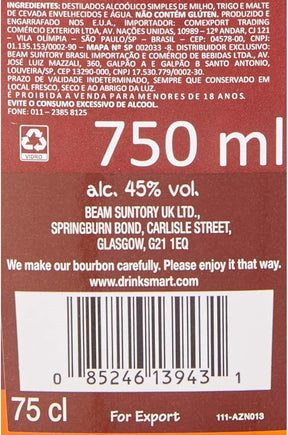 INGREDIENTES: DESTILADOS ALCOÓLICO SIMPLES DE MILHO, TRIGO E MALTE
DE CEVADA ENVELHECIDOS E ÁGUA. NÃO CONTÉM GLÚTEN. PRODUZIDO E
ENGARRAFADO NOS E.U.A. IMPORTADOR: COMEXPORT TRADING
COMÉRCIO EXTERIOR LTDA, AV. NAÇÕES UNIDAS, 10989 – 12º ANDAR, CJ 121
– VILA OLÍMPIA – SÃO PAULO/SP – BRASIL – CEP: 04578-00, CNPJ:
01.135.153/0002-90 – MAPA Nº SP 002033 -8. DISTRIBUIDOR EXCLUSIVO:
BEAM SUNTORY BRASIL IMPORTAÇÃO E COMÉRCIO DE BEBIDAS LTDA., AV.
JOSÉ LUIZ MAZZALI, 360, GALPÃO A E GALPÃO B SANTO ANTONIO,
LOUVEIRA/SP, CEP 13290-000, CNPJ 17.530.779/0002-30.
PRAZO DE VALIDADE INDETERMINADO, DESDE QUE CONSERVADO EM
LOCAL FRESCO, SECO E AO ABRIGO DA LUZ.
É PROIBIDA A VENDA PARA MENORES DE 18 ANOS.
EVITE O CONSUMO EXCESSIVO DE ALCOOL.
FONE: 011 – 2385 8125
VIDRO
750 ml
alc. 45% vol.
BEAM SUNTORY UK LTD.,
SPRINGBURN BOND, CARLISLE STREET,
GLASGOW, G21 1EQ
We make our bourbon carefully. Please enjoy it that way.
www.drinksmart.com
0 85246 13943 1
75 cl
For Export
111-AZN013